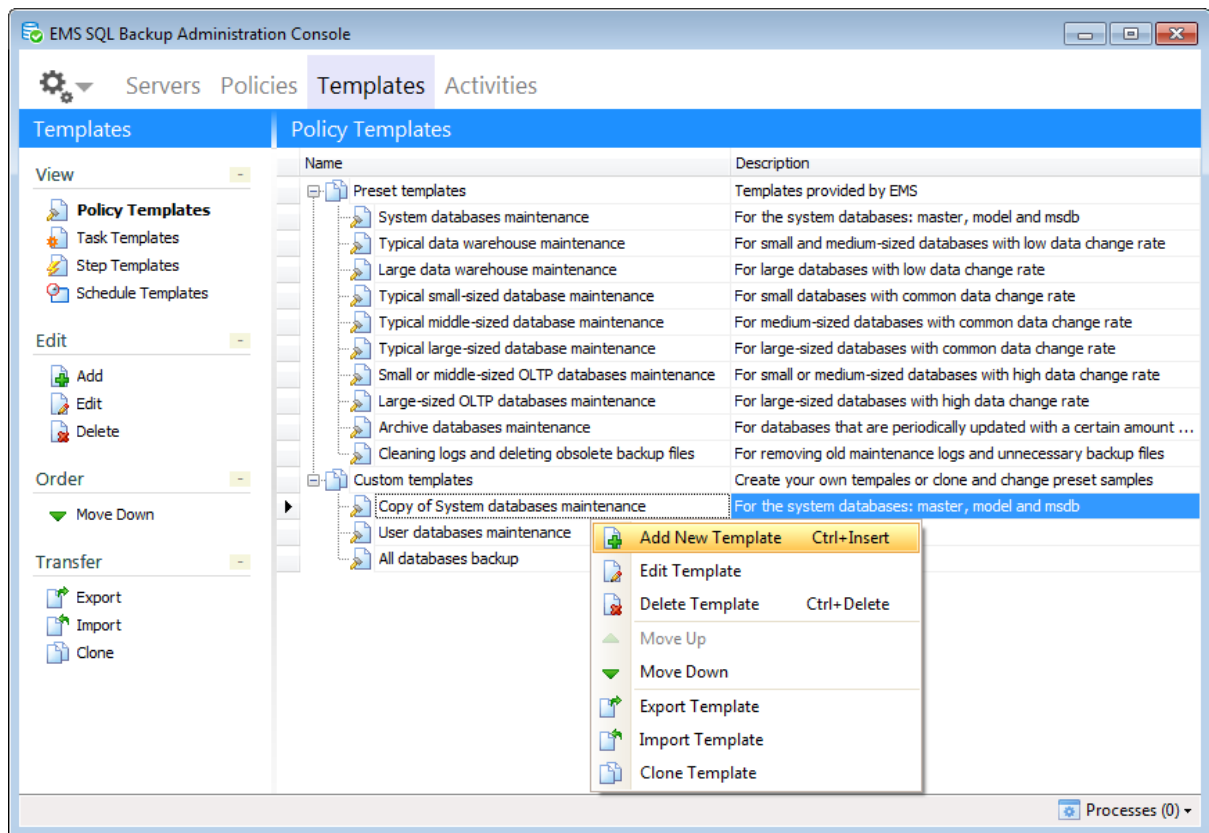 EMS SQL Backup Administration Console
Servers Policies Templates Activities
Templates
Policy Templates
View -
Policy Templates
Task Templates
Step Templates
Schedule Templates
Edit -
Add
Edit
Delete
Order -
Move Down
Transfer -
Export
Import
Clone
Name Description
Preset templates Templates provided by EMS
System databases maintenance For the system databases: master, model and msdb
Typical data warehouse maintenance For small and medium-sized databases with low data change rate
Large data warehouse maintenance For large databases with low data change rate
Typical small-sized database maintenance For small databases with common data change rate
Typical middle-sized database maintenance For medium-sized databases with common data change rate
Typical large-sized database maintenance For large-sized databases with common data change rate
Small or middle-sized OLTP databases maintenance For small or medium-sized databases with high data change rate
Large-sized OLTP databases maintenance For large-sized databases with high data change rate
Archive databases maintenance For databases that are periodically updated with a certain amount ...
Cleaning logs and deleting obsolete backup files For removing old maintenance logs and unnecessary backup files
Custom templates Create your own tempales or clone and change preset samples
Copy of System databases maintenance For the system databases: master, model and msdb
User databases maintenance
All databases backup
Add New Template Ctrl+Insert
Edit Template
Delete Template Ctrl+Delete
Move Up
Move Down
Export Template
Import Template
Clone Template
Processes (0)